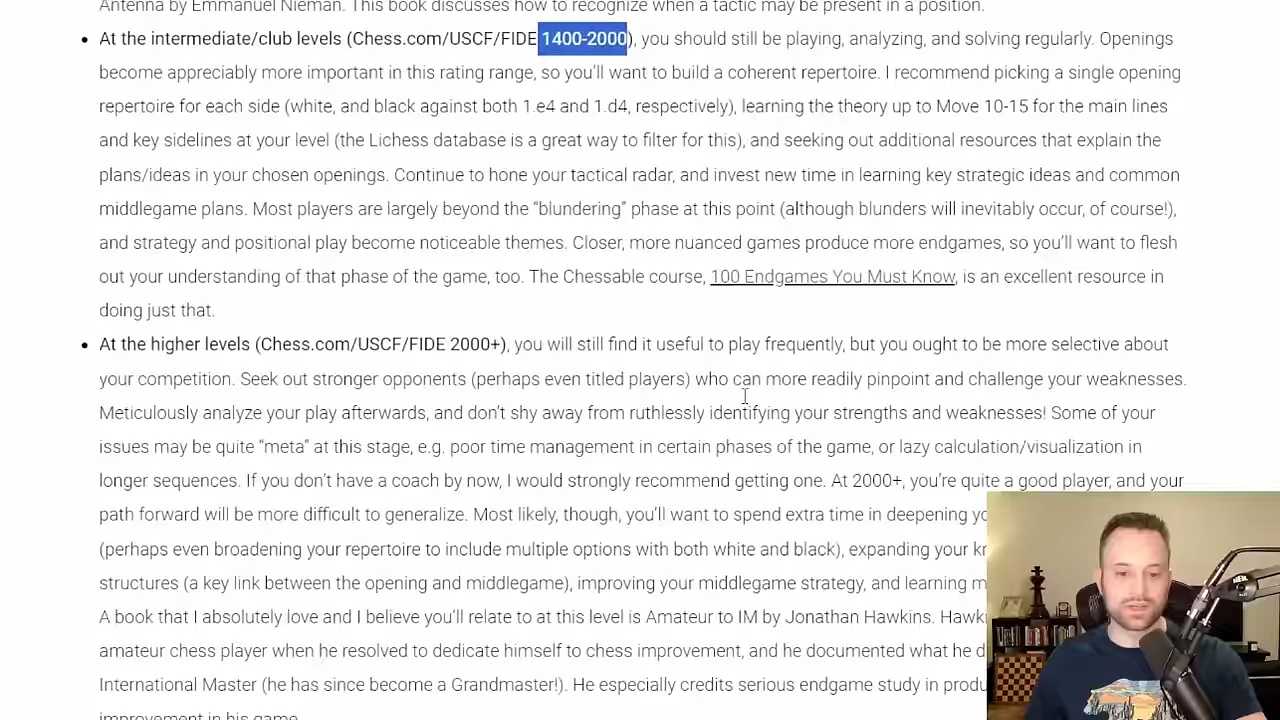 Antenna by Emmanuel Nieman. This book discusses how to recognize when a tactic may be present in a position.
At the intermediate/club levels (Chess.com/USCF/FIDE 1400-2000), you should still be playing, analyzing, and solving regularly. Openings
become appreciably more important in this rating range, so you'll want to build a coherent repertoire. I recommend picking a single opening
repertoire for each side (white, and black against both 1.e4 and 1.d4, respectively), learning the theory up to Move 10-15 for the main lines
and key sidelines at your level (the Lichess database is a great way to filter for this), and seeking out additional resources that explain the
plans/ideas in your chosen openings. Continue to hone your tactical radar, and invest new time in learning key strategic ideas and common
middlegame plans. Most players are largely beyond the “blundering” phase at this point (although blunders will inevitably occur, of course!),
and strategy and positional play become noticeable themes. Closer, more nuanced games produce more endgames, so you'll want to flesh
out your understanding of that phase of the game, too. The Chessable course, 100 Endgames You Must Know, is an excellent resource in
doing just that.
At the higher levels (Chess.com/USCF/FIDE 2000+), you will still find it useful to play frequently, but you ought to be more selective about
your competition. Seek out stronger opponents (perhaps even titled players) who can more readily pinpoint and challenge your weaknesses.
Meticulously analyze your play afterwards, and don't shy away from ruthlessly identifying your strengths and weaknesses! Some of your
issues may be quite “meta” at this stage, e.g. poor time management in certain phases of the game, or lazy calculation/visualization in
longer sequences. If you don't have a coach by now, I would strongly recommend getting one. At 2000+, you're quite a good player, and your
path forward will be more difficult to generalize. Most likely, though, you'll want to spend extra time in deepening
(perhaps even broadening your repertoire to include multiple options with both white and black), expanding your
structures (a key link between the opening and middlegame), improving your middlegame strategy, and learning
A book that I absolutely love and I believe you'll relate to at this level is Amateur to IM by Jonathan Hawkins.
amateur chess player when he resolved to dedicate himself to chess improvement, and he documented what he
International Master (he has since become a Grandmaster!). He especially credits serious endgame study in
improvement in his game.